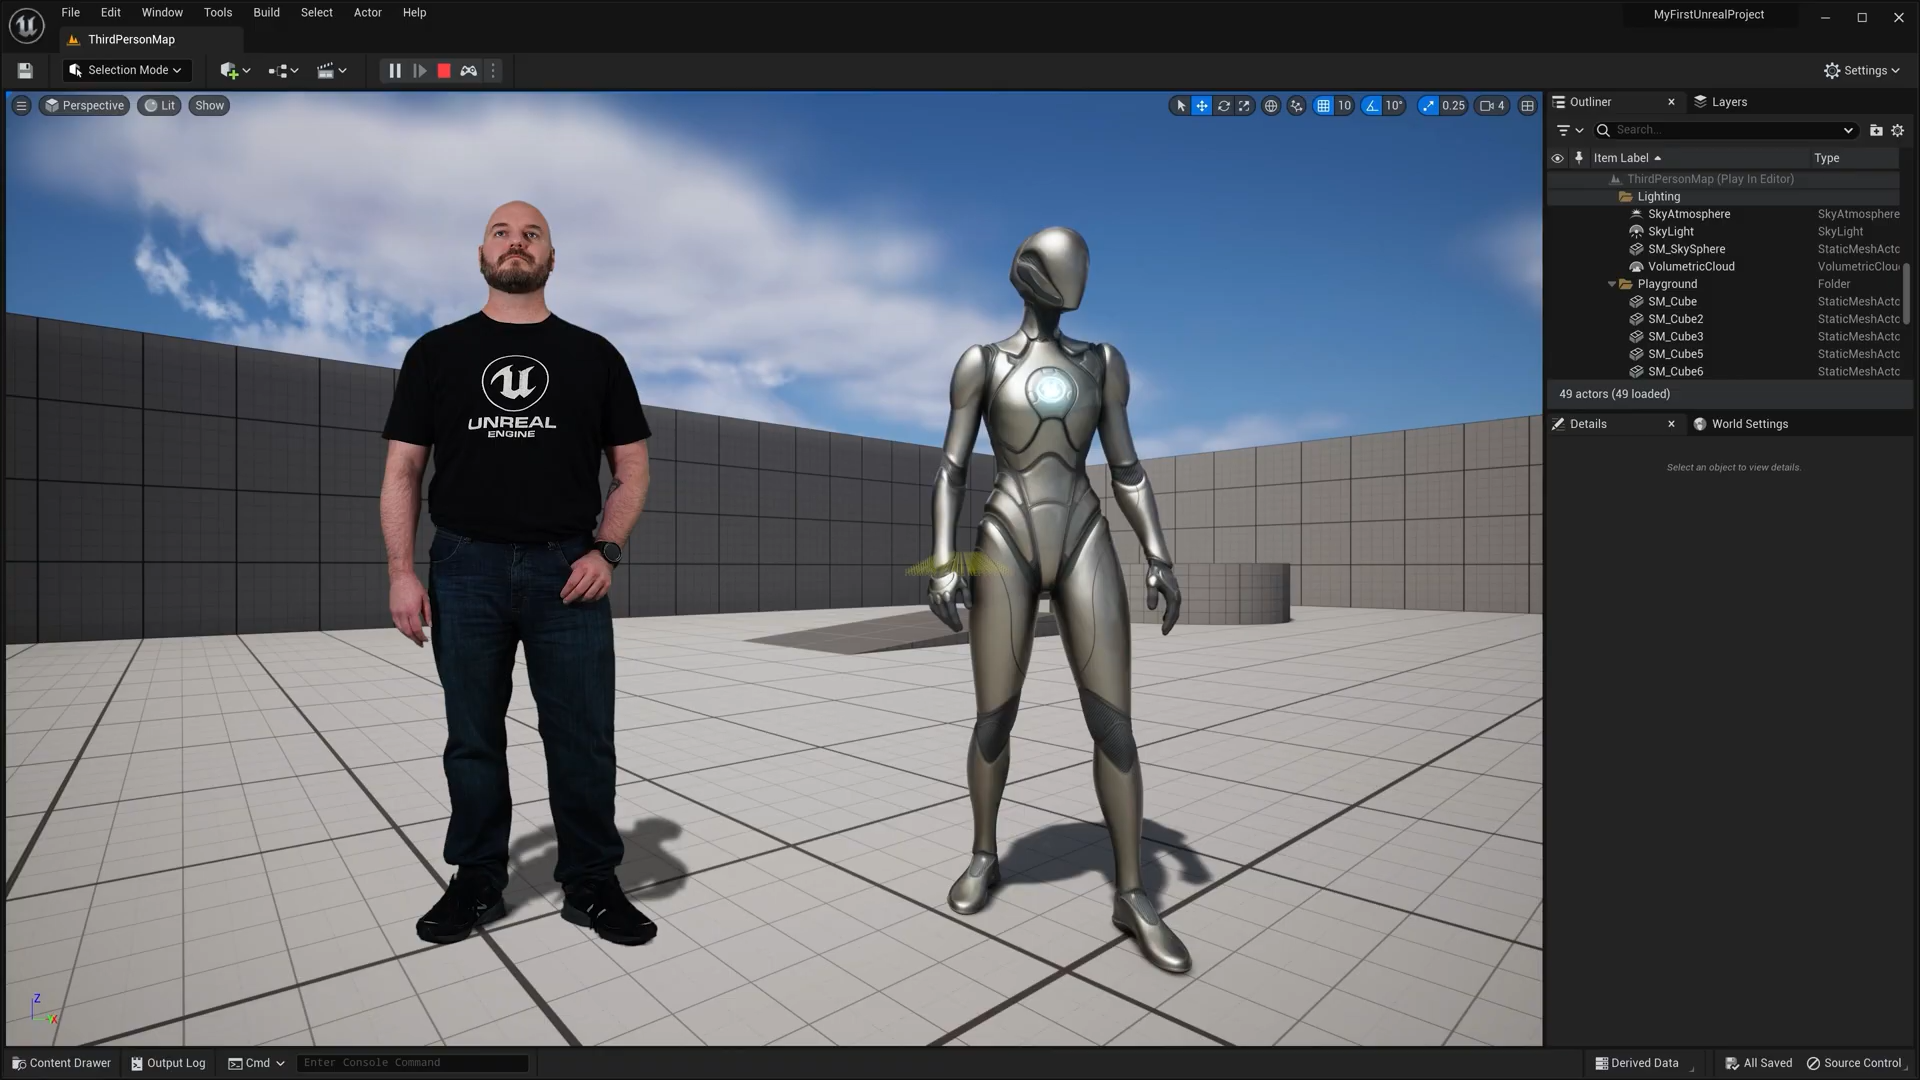 File Edit Window Tools Build Select Actor Help
MyFirstUnrealProject
ThirdPersonMap
Selection Mode
Settings
Perspective Lit Show
10 10° 0.25 4
Outliner Layers
Search...
Item Label Type
ThirdPersonMap (Play In Editor)
Lighting
SkyAtmosphere SkyAtmosphere
SkyLight SkyLight
SM_SkySphere StaticMeshActo
VolumetricCloud VolumetricClou
Playground Folder
SM_Cube StaticMeshActo
SM_Cube2 StaticMeshActo
SM_Cube3 StaticMeshActo
SM_Cube5 StaticMeshActo
SM_Cube6 StaticMeshActo
49 actors (49 loaded)
Details World Settings
Select an object to view details.
UNREAL
ENGINE
Z
X
Content Drawer Output Log Cmd Enter Console Command
Derived Data All Saved Source Control